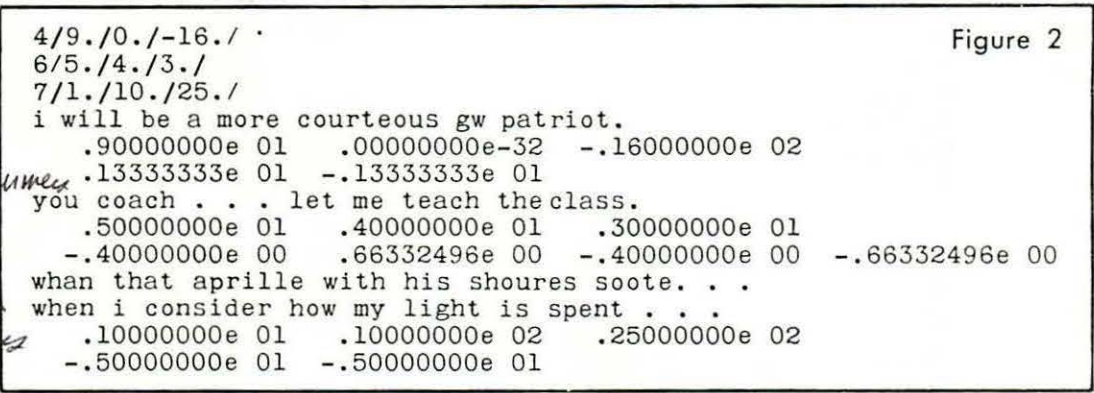 4/9./0./-16./
Figure 2
6/5./4./3./
7/1./10./25./
i will be a more courteous gw patriot.
.90000000e 01 .00000000e-32 -.16000000e 02
.13333333e 01 -.13333333e 01
you coach . . . let me teach the class.
.50000000e 01 .40000000e 01 .30000000e 01
-.40000000e 00 .66332496e 00 -.40000000e 00 -.66332496e 00
whan that aprille with his shoures soote. . .
when i consider how my light is spent . . .
.10000000e 01 .10000000e 02 .25000000e 02
-.50000000e 01 -.50000000e 01